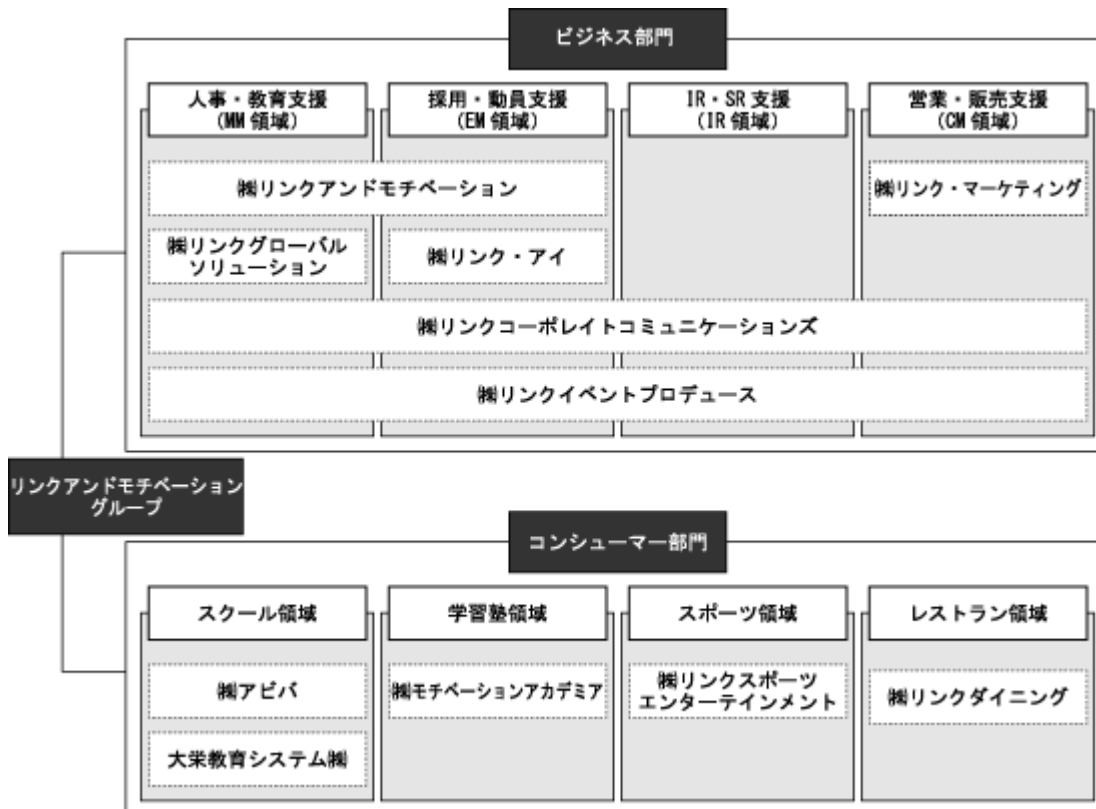 ビジネス部門
人事・教育支援
(MM 領域)
採用・動員支援
(EM 領域)
IR・SR 支援
(IR 領域)
営業・販売支援
(CM 領域)
㈱リンクアンドモチベーション
㈱リンク・マーケティング
㈱リンクグローバル
ソリューション
㈱リンク・アイ
㈱リンクコーポレイトコミュニケーションズ
㈱リンクイベントプロデュース
リンクアンドモチベーション
グループ
コンシューマー部門
スクール領域
学習塾領域
スポーツ領域
レストラン領域
㈱アビバ
㈱モチベーションアカデミア
㈱リンクスポーツ
エンターテインメント
㈱リンクダイニング
大栄教育システム㈱